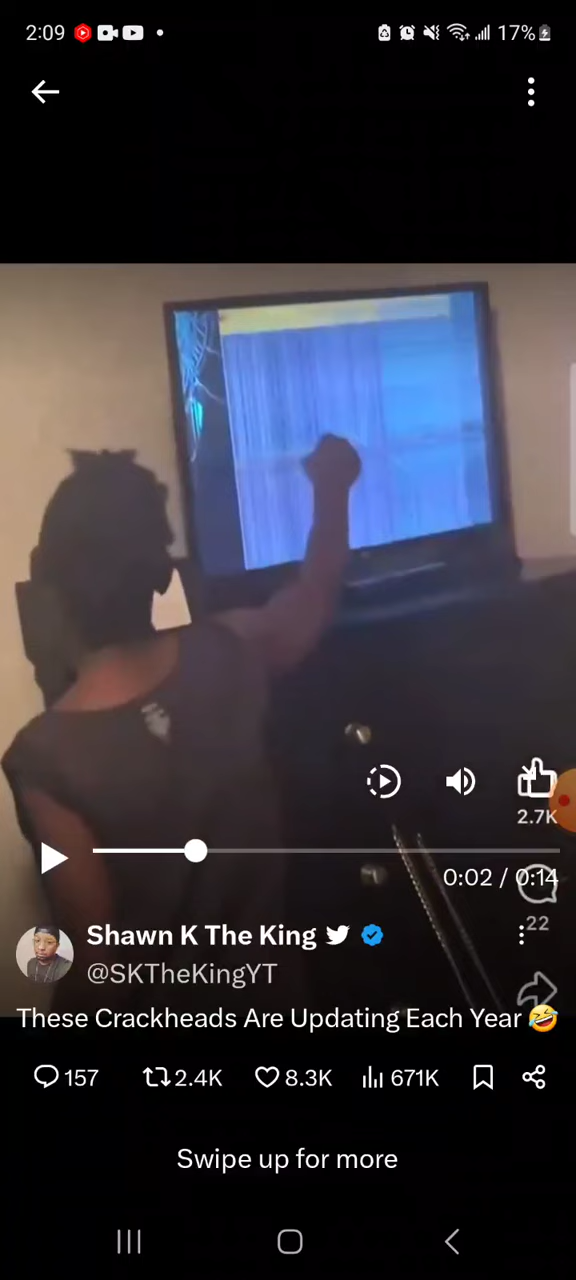 2:09
17%
2.7K
0:02 / 0:14
22
Shawn K The King
@SKTheKingYT
These Crackheads Are Updating Each Year 🤣
157 2.4K 8.3K 671K
Swipe up for more